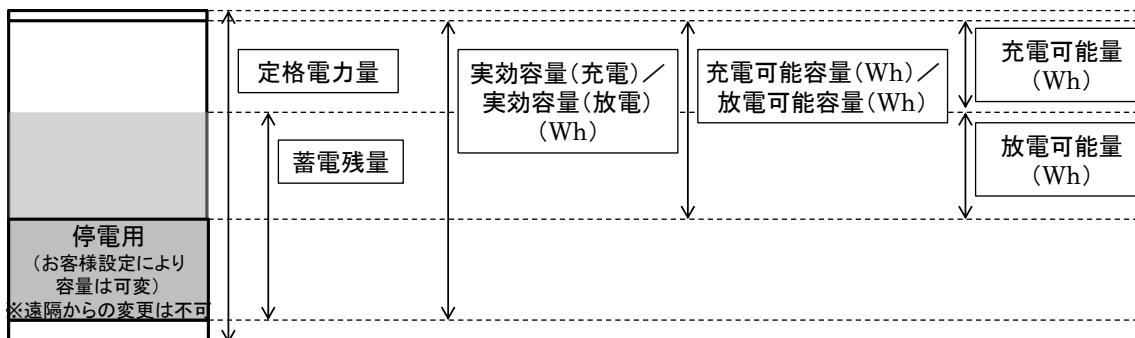 定格電力量
蓄電残量
実効容量(充電)／
実効容量(放電)
(Wh)
充電可能容量(Wh)／
放電可能容量(Wh)
充電可能量
(Wh)
放電可能量
(Wh)
停電用
(お客様設定により
容量は可変)
※遠隔からの変更は不可